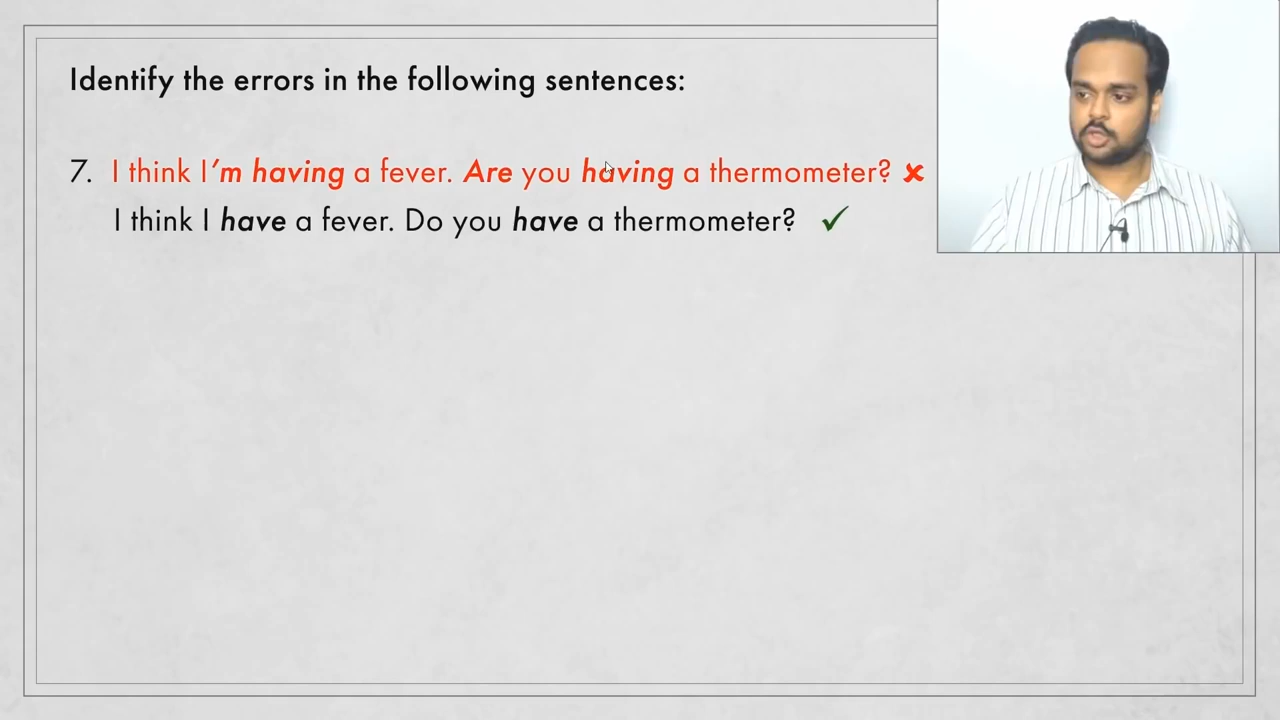 Identify the errors in the following sentences:
7. I think I'm having a fever. Are you having a thermometer? ✘
I think I have a fever. Do you have a thermometer? ✓